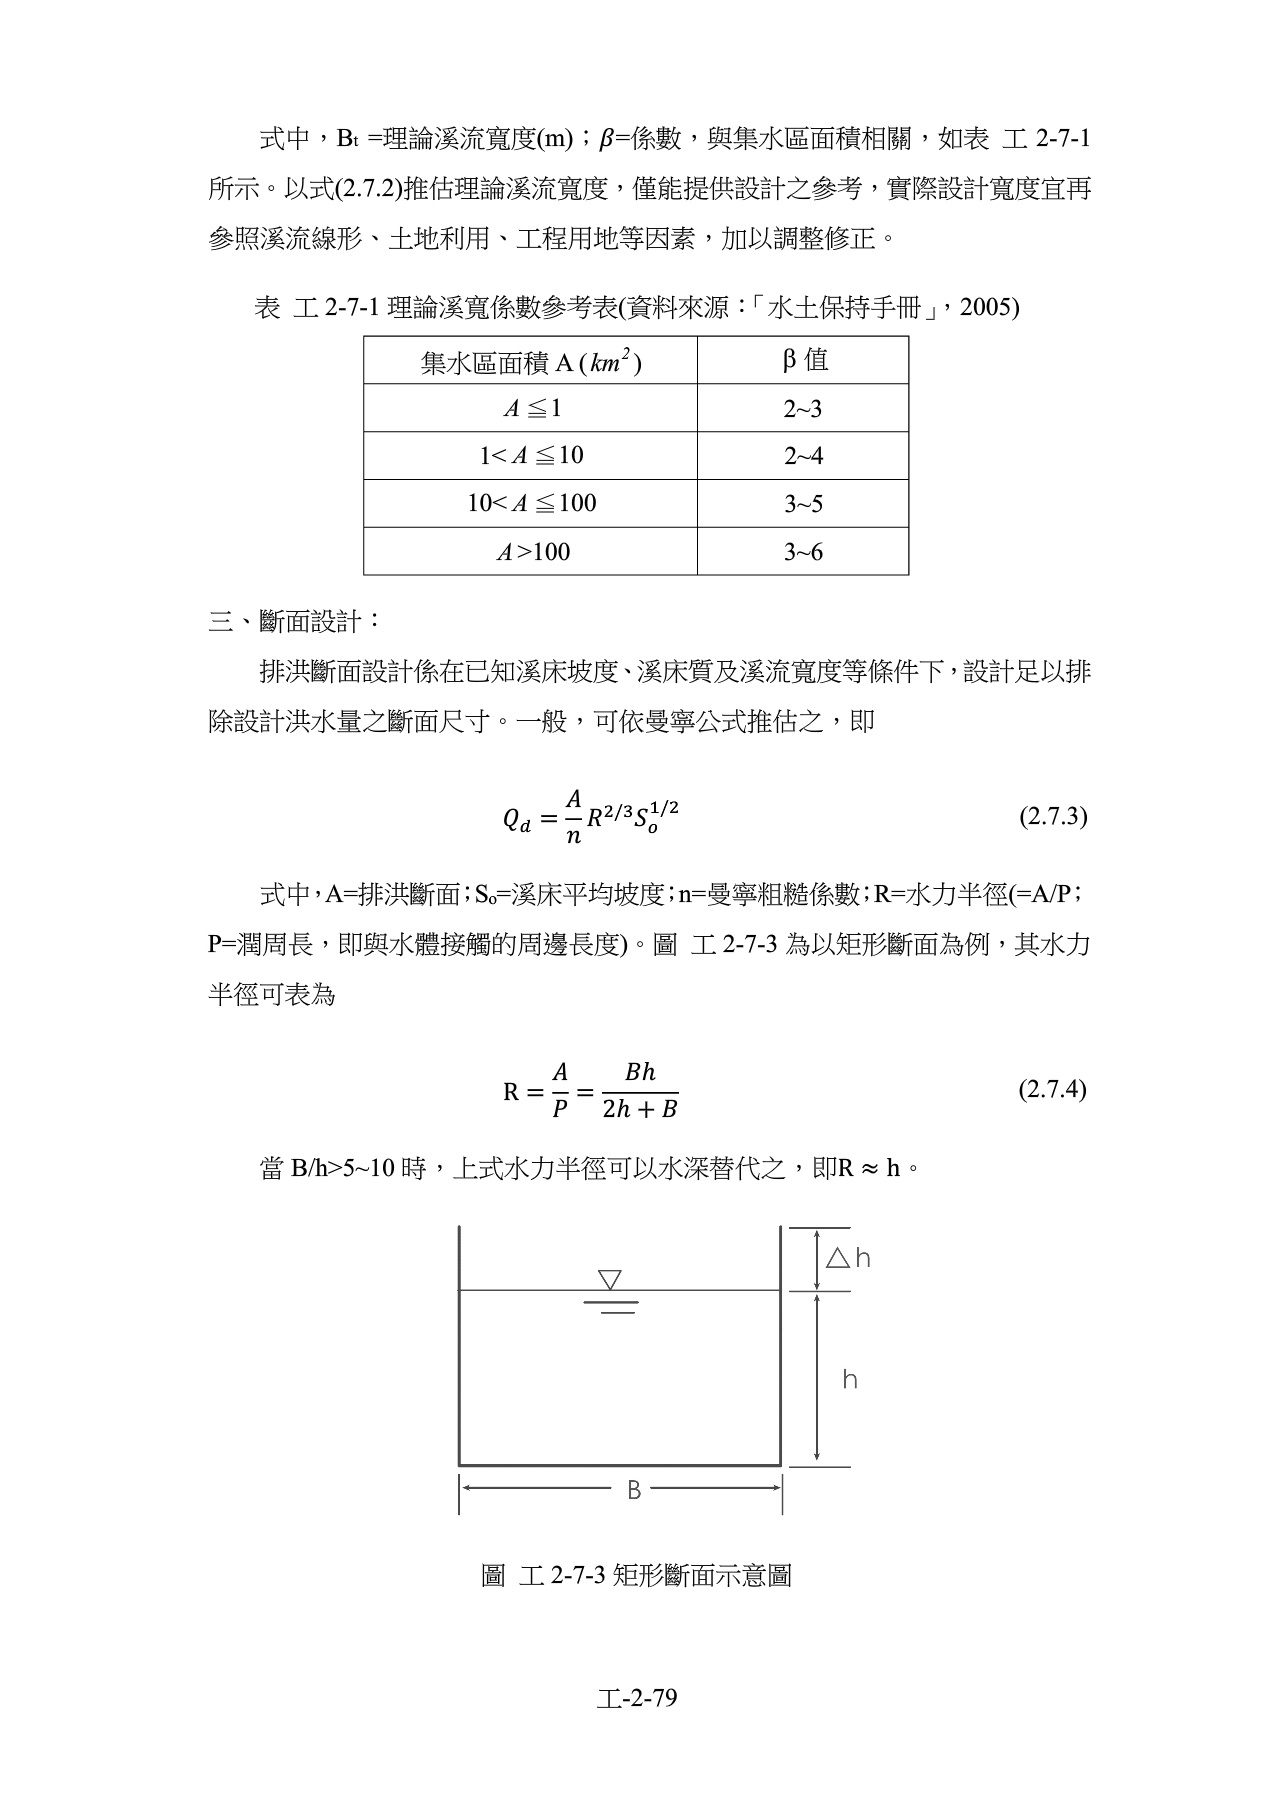 式中，Bt =理論溪流寬度(m)；β=係數，與集水區面積相關，如表 工 2-7-1
所示。以式(2.7.2)推估理論溪流寬度，僅能提供設計之參考，實際設計寬度宜再
參照溪流線形、土地利用、工程用地等因素，加以調整修正。
表 工 2-7-1 理論溪寬係數參考表(資料來源：「水土保持手冊」，2005)
集水區面積 A (km²) β 值
A ≦1 2~3
1< A ≦10 2~4
10< A ≦100 3~5
A >100 3~6
三、斷面設計：
排洪斷面設計係在已知溪床坡度、溪床質及溪流寬度等條件下，設計足以排
除設計洪水量之斷面尺寸。一般，可依曼寧公式推估之，即
Q_d = A/n R^{2/3} S_o^{1/2} (2.7.3)
式中，A=排洪斷面；Sₒ=溪床平均坡度；n=曼寧粗糙係數；R=水力半徑(=A/P；
P=潤周長，即與水體接觸的周邊長度)。圖 工 2-7-3 為以矩形斷面為例，其水力
半徑可表為
R = A/P = Bh/(2h + B) (2.7.4)
當 B/h>5~10 時，上式水力半徑可以水深替代之，即R ≈ h。
△h
h
B
圖 工 2-7-3 矩形斷面示意圖
工-2-79